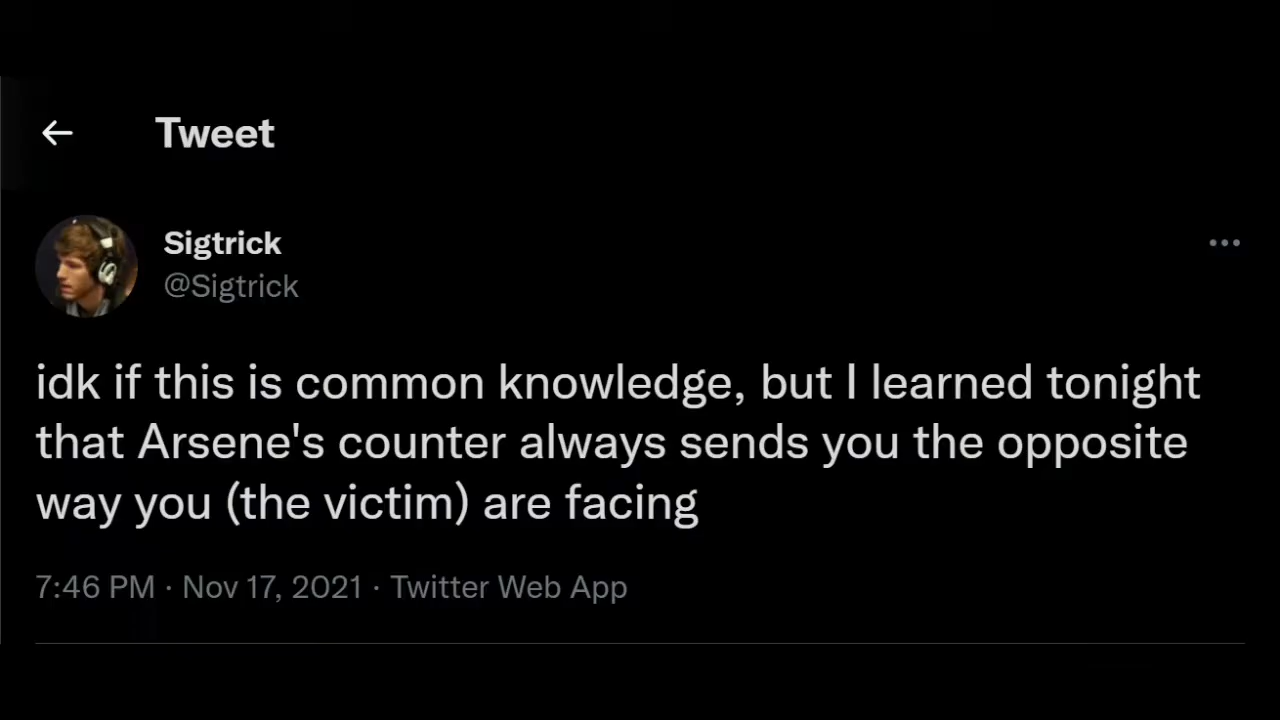 Tweet
Sigtrick
@Sigtrick
idk if this is common knowledge, but I learned tonight
that Arsene's counter always sends you the opposite
way you (the victim) are facing
7:46 PM · Nov 17, 2021 · Twitter Web App